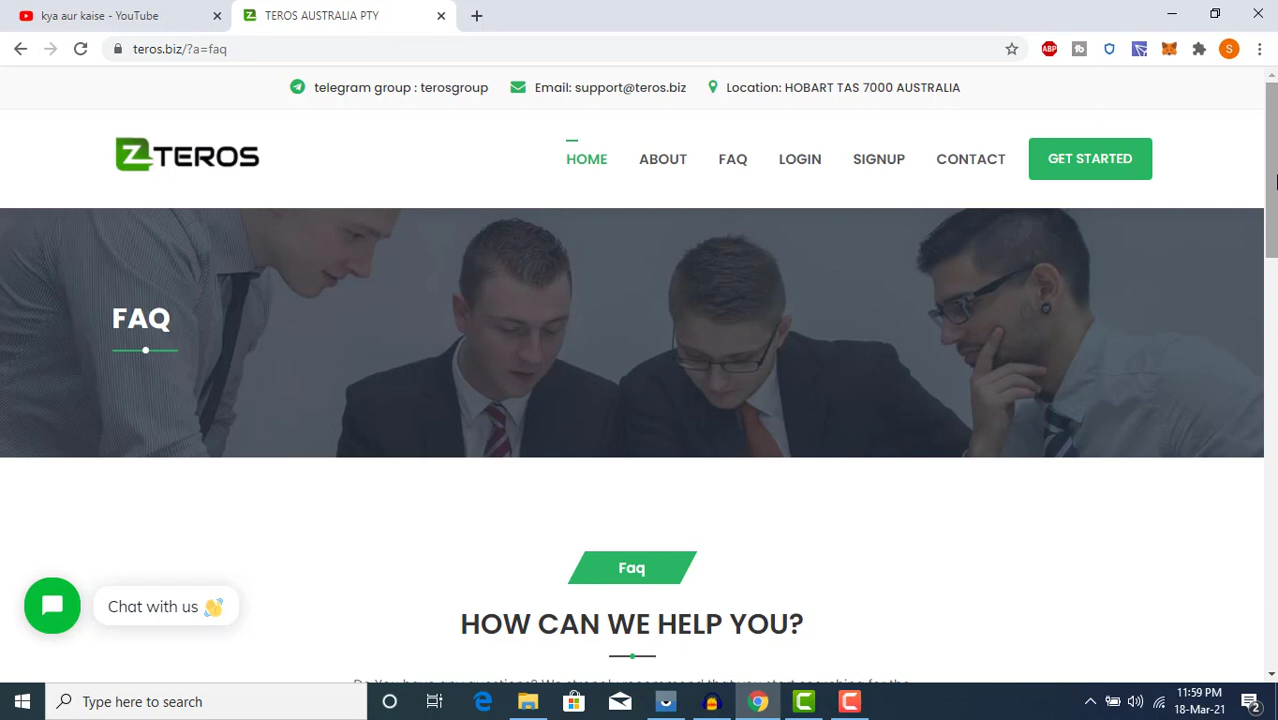 kya aur kaise - YouTube
TEROS AUSTRALIA PTY
teros.biz/?a=faq
ABP
S
telegram group : terosgroup
Email: support@teros.biz
Location: HOBART TAS 7000 AUSTRALIA
Z TEROS
HOME
ABOUT
FAQ
LOGIN
SIGNUP
CONTACT
GET STARTED
FAQ
Faq
HOW CAN WE HELP YOU?
Chat with us 👋
Type here to search
11:59 PM
18-Mar-21
2